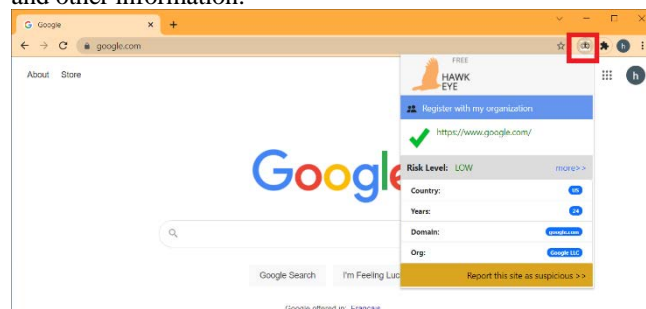 and other information.
Google
google.com
h
About Store
h
FREE
HAWK
EYE
Register with my organization
https://www.google.com/
Risk Level: LOW more>>
Country: US
Years: 24
Domain: google.com
Org: Google LLC
Report this site as suspicious >>
Google
Google Search I'm Feeling Luc
Google offered in: Français